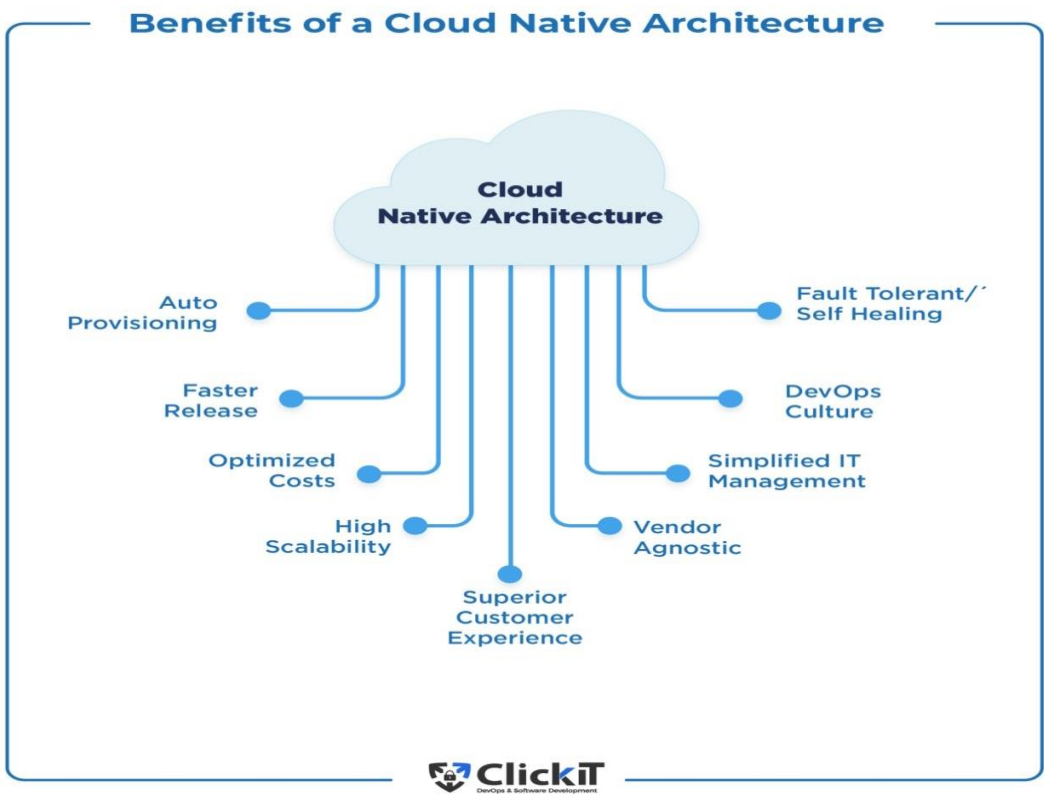 Benefits of a Cloud Native Architecture
Cloud
Native Architecture
Auto
Provisioning
Faster
Release
Optimized
Costs
High
Scalability
Superior
Customer
Experience
Vendor
Agnostic
Simplified IT
Management
DevOps
Culture
Fault Tolerant/´
Self Healing
ClickiT
DevOps & Software Development